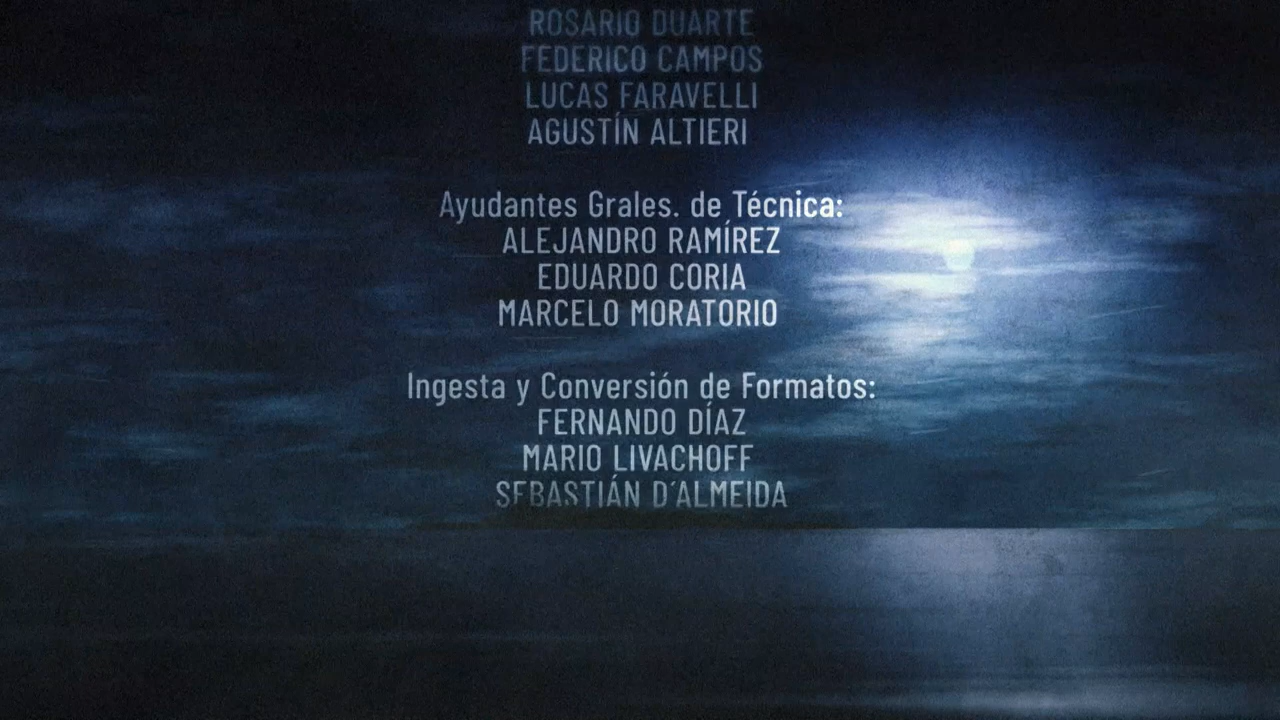 ROSARIO DUARTE
FEDERICO CAMPOS
LUCAS FARAVELLI
AGUSTÍN ALTIERI
Ayudantes Grales. de Técnica:
ALEJANDRO RAMÍREZ
EDUARDO CORIA
MARCELO MORATORIO
Ingesta y Conversión de Formatos:
FERNANDO DÍAZ
MARIO LIVACHOFF
SEBASTIÁN D´ALMEIDA